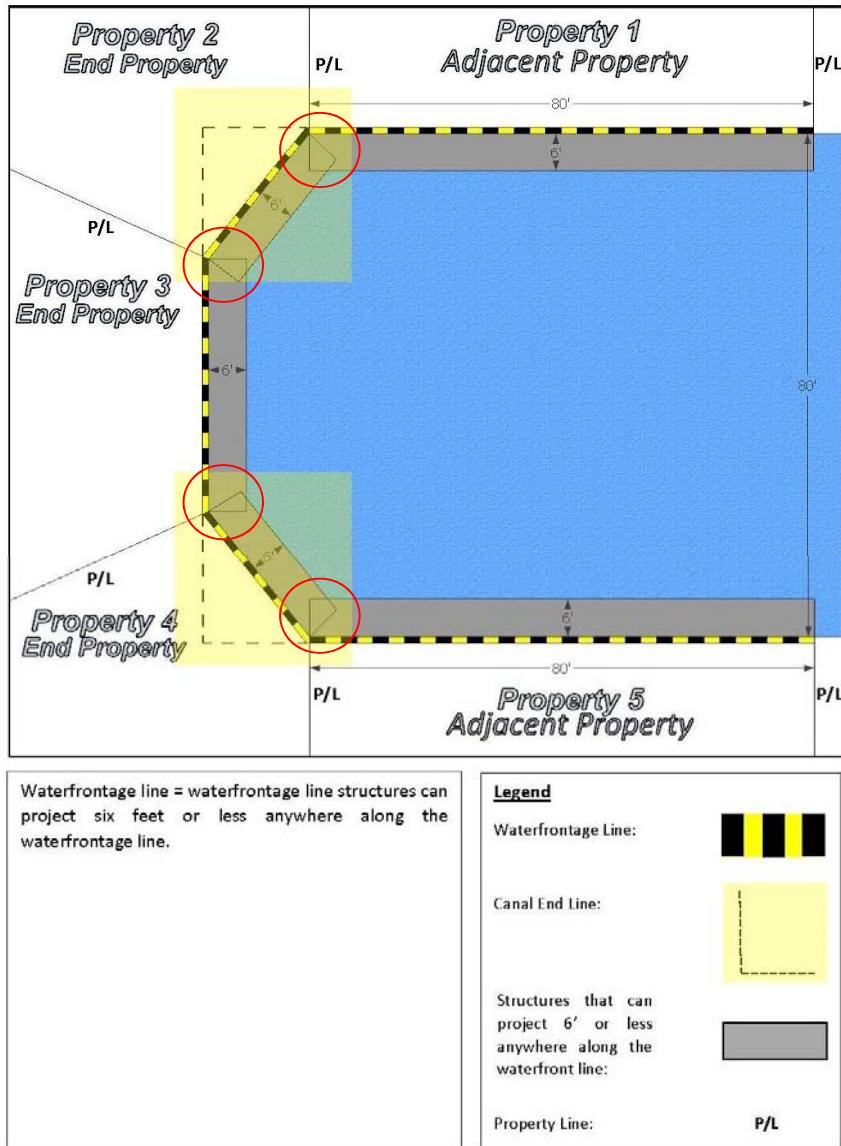 Property 2
End Property
P/L
Property 1
Adjacent Property
P/L
80'
6'
6'
P/L
Property 3
End Property
6'
80'
6'
P/L
6'
Property 4
End Property
80'
P/L
Property 5
Adjacent Property
P/L
Waterfrontage line = waterfrontage line structures can
project six feet or less anywhere along the
waterfrontage line.
Legend
Waterfrontage Line:
Canal End Line:
Structures that can
project 6' or less
anywhere along the
waterfront line:
Property Line:
P/L